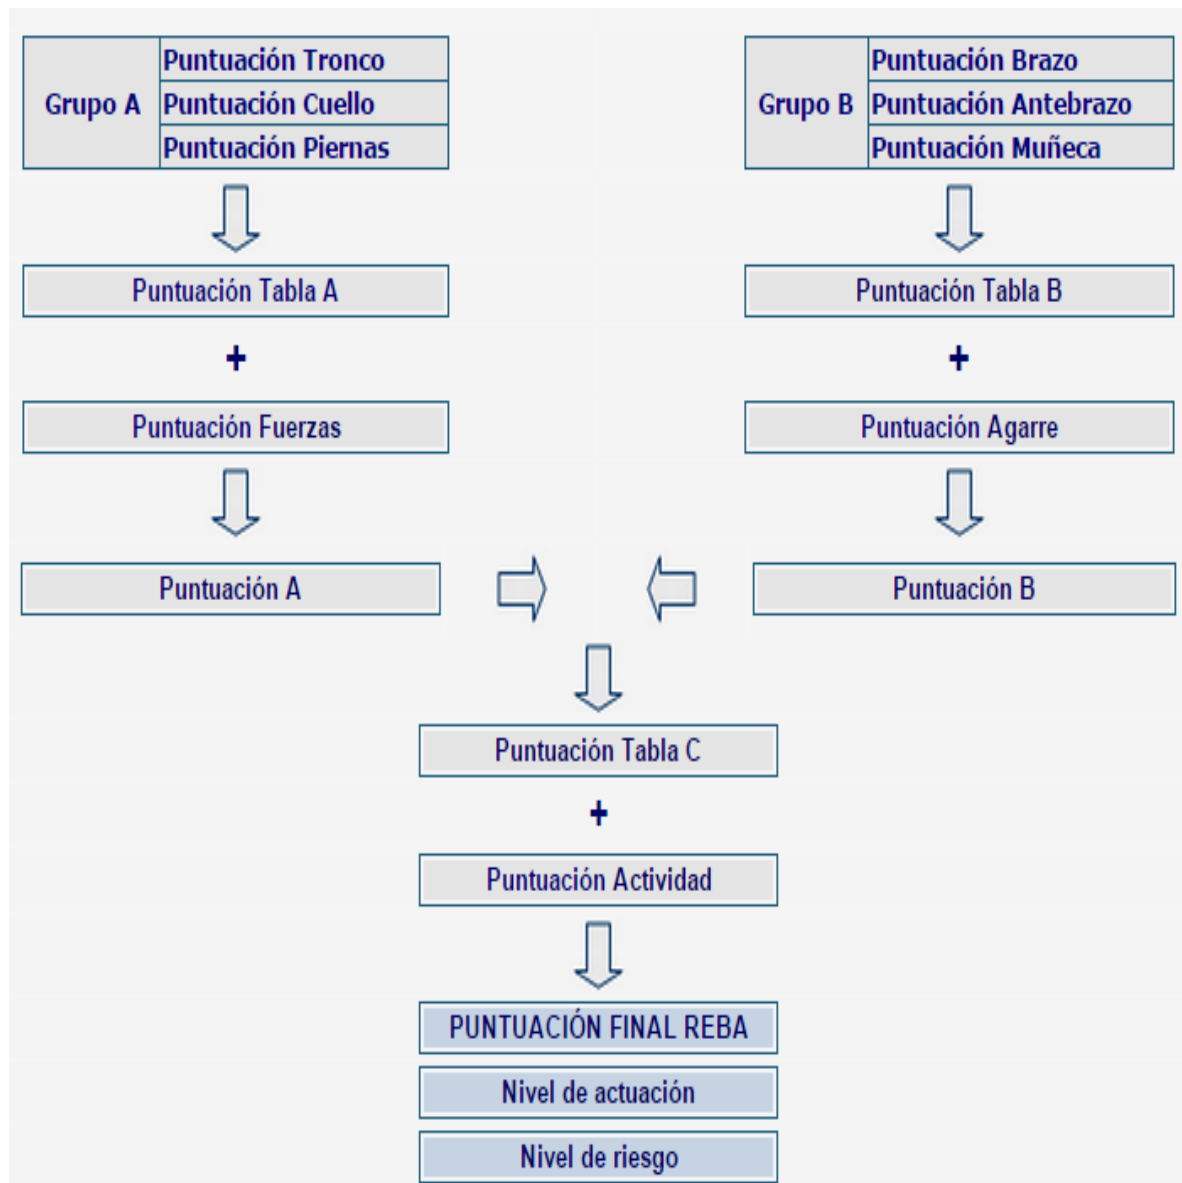 Grupo A
Puntuación Tronco
Puntuación Cuello
Puntuación Piernas
Grupo B
Puntuación Brazo
Puntuación Antebrazo
Puntuación Muñeca
Puntuación Tabla A
Puntuación Tabla B
+
+
Puntuación Fuerzas
Puntuación Agarre
Puntuación A
Puntuación B
Puntuación Tabla C
+
Puntuación Actividad
PUNTUACIÓN FINAL REBA
Nivel de actuación
Nivel de riesgo